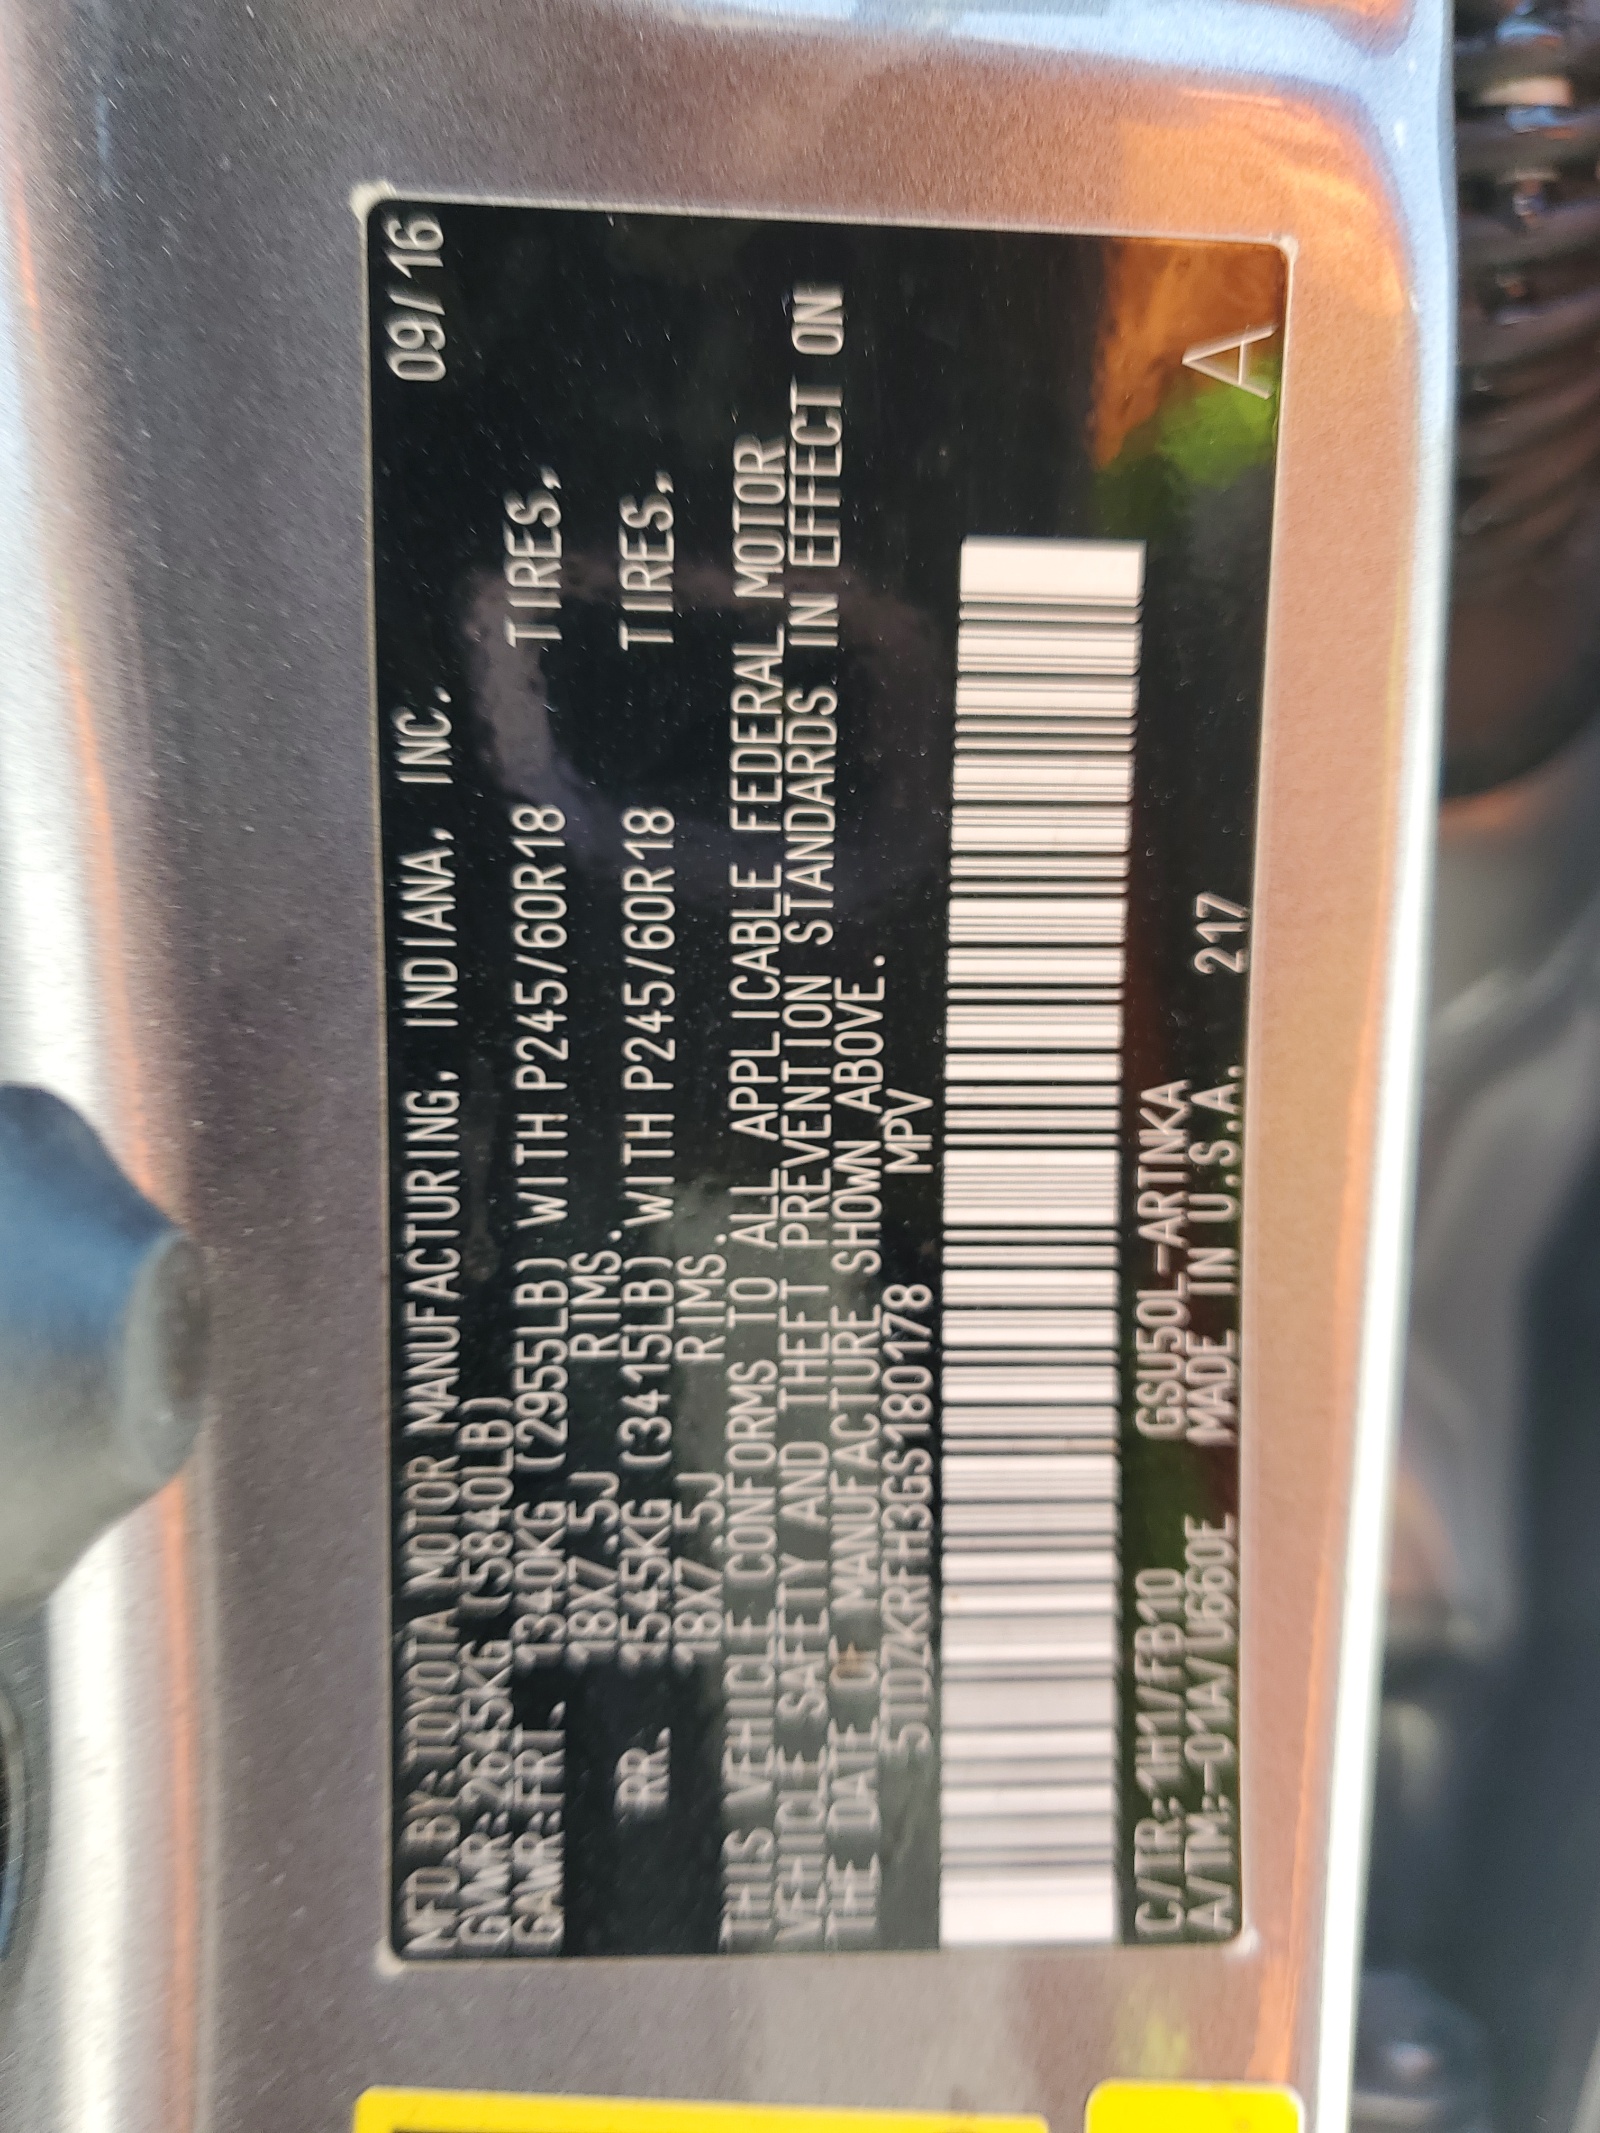 MFD.BY:TOYOTA MOTOR MANUFACTURING, INDIANA, INC. 09/16
GVWR:2645KG (5840LB)
GAWR:FRT. 1340KG (2955LB) WITH P245/60R18 TIRES,
18X7.5J RIMS.
RR. 1545KG (3415LB) WITH P245/60R18 TIRES,
18X7.5J RIMS.
THIS VEHICLE CONFORMS TO ALL APPLICABLE FEDERAL MOTOR
VEHICLE SAFETY AND THEFT PREVENTION STANDARDS IN EFFECT ON
THE DATE OF MANUFACTURE SHOWN ABOVE.
5TDZKRFH3GS180178 MPV
C/TR:1H1/FB10 GSU50L-ARTNKA
A/TM:-01A/U660E MADE IN U.S.A. 217
A